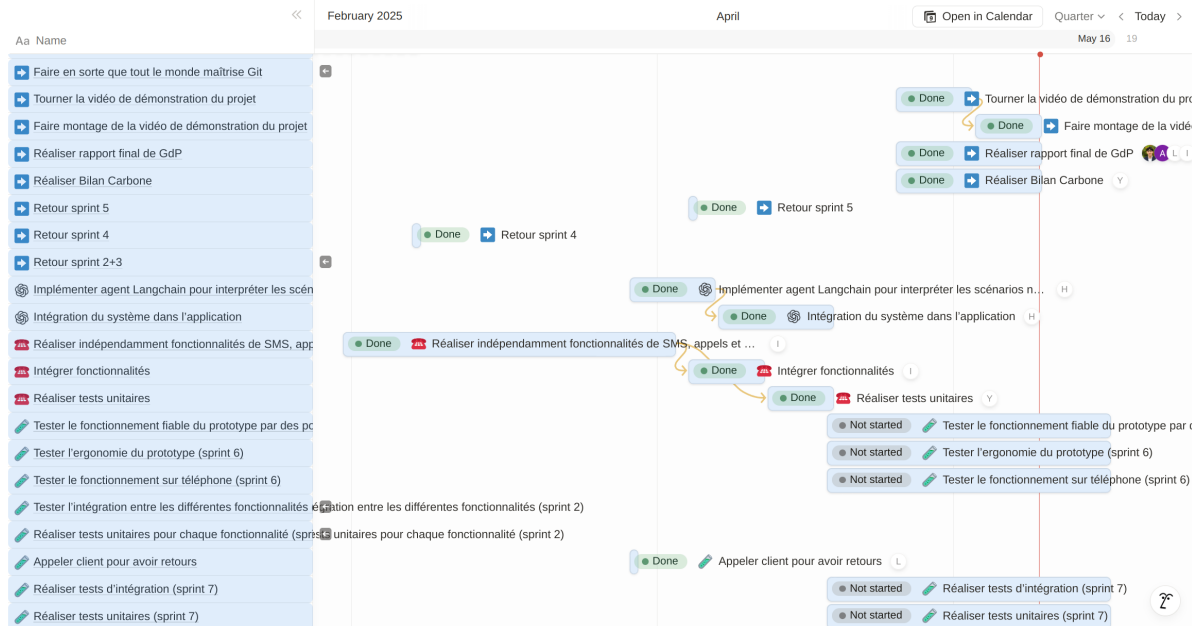 February 2025
April
Open in Calendar
Quarter
Today
Aa Name
May 16
19
Faire en sorte que tout le monde maîtrise Git
Tourner la vidéo de démonstration du projet
Done
Tourner la vidéo de démonstration du pro
Faire montage de la vidéo de démonstration du projet
Done
Faire montage de la vidé
Réaliser rapport final de GdP
Done
Réaliser rapport final de GdP
A
L
I
Réaliser Bilan Carbone
Done
Réaliser Bilan Carbone
Y
Retour sprint 5
Done
Retour sprint 5
Retour sprint 4
Done
Retour sprint 4
Retour sprint 2+3
Implémenter agent Langchain pour interpréter les scén
Done
Implémenter agent Langchain pour interpréter les scénarios n…
H
Intégration du système dans l'application
Done
Intégration du système dans l'application
H
Réaliser indépendamment fonctionnalités de SMS, app
Done
Réaliser indépendamment fonctionnalités de SMS, appels et …
I
Intégrer fonctionnalités
Done
Intégrer fonctionnalités
I
Réaliser tests unitaires
Done
Réaliser tests unitaires
Y
Tester le fonctionnement fiable du prototype par des po
Not started
Tester le fonctionnement fiable du prototype par d
Tester l'ergonomie du prototype (sprint 6)
Not started
Tester l'ergonomie du prototype (sprint 6)
Tester le fonctionnement sur téléphone (sprint 6)
Not started
Tester le fonctionnement sur téléphone (sprint 6)
Tester l'intégration entre les différentes fonctionnalités
entre les différentes fonctionnalités (sprint 2)
Réaliser tests unitaires pour chaque fonctionnalité (spri
unitaires pour chaque fonctionnalité (sprint 2)
Appeler client pour avoir retours
Done
Appeler client pour avoir retours
L
Réaliser tests d'intégration (sprint 7)
Not started
Réaliser tests d'intégration (sprint 7)
Réaliser tests unitaires (sprint 7)
Not started
Réaliser tests unitaires (sprint 7)